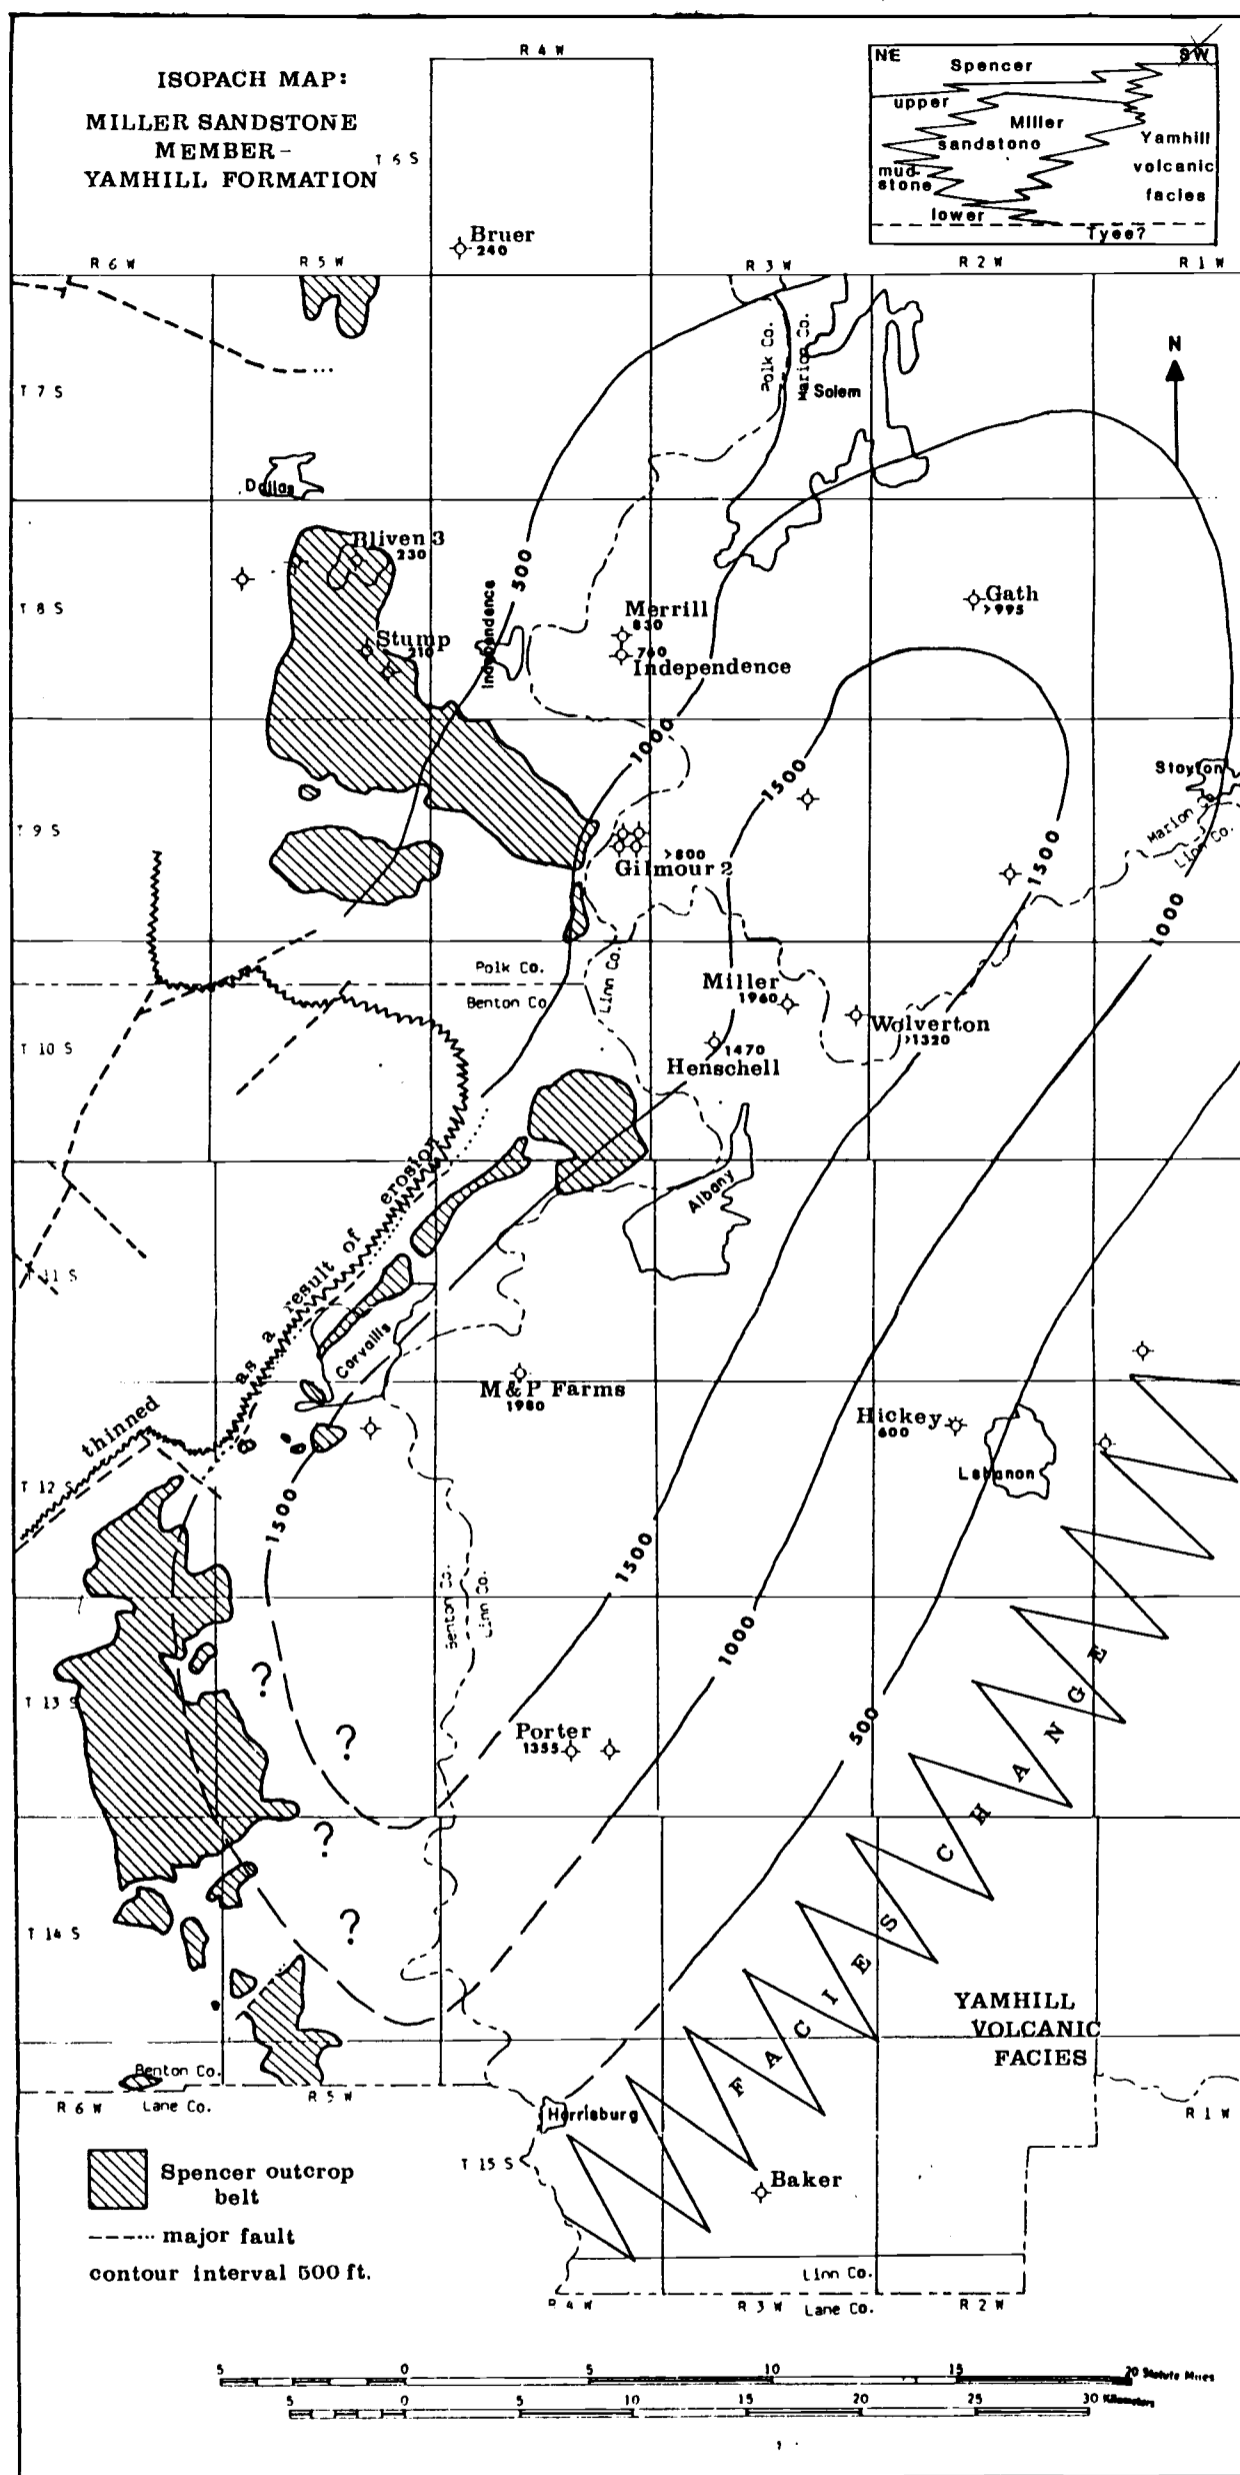 ISOPACH MAP:
MILLER SANDSTONE
MEMBER-
YAMHILL FORMATION
R 4 W
NE
SW
Spencer
upper
Miller
sandstone
Yamhill
volcanic
facies
mud-
stone
lower
Tyee?
T 6 S
Bruer
240
R 6 W
R 5 W
R 3 W
R 2 W
R 1 W
N
Polk Co.
Marion Co.
T 7 S
Salem
Dallas
Bliven 3
230
500
T 8 S
Independence
Gath
>995
Merrill
830
760
Independence
Stump
210
1000
1500
Stayton
Marion Co.
Linn Co.
T 9 S
>800
Gilmour 2
1500
1000
Polk Co.
Benton Co.
Linn Co.
Miller
1960
Wolverton
>1320
T 10 S
1470
Henschell
Albany
thinned as a result of erosion
T 11 S
Corvallis
M & P Farms
1980
Hickey
600
Lebanon
T 12 S
1500
1500
Benton Co.
Linn Co.
1000
?
T 13 S
?
Porter
1355
500
FACIES CHANGE
?
T 14 S
?
YAMHILL
VOLCANIC
FACIES
Benton Co.
R 6 W
Lane Co.
R 5 W
R 1 W
Harrisburg
T 15 S
Baker
Spencer outcrop
belt
major fault
contour interval 500 ft.
Linn Co.
R 4 W
R 3 W
Lane Co.
R 2 W
5 0 5 10 15 20 Statute Miles
5 0 5 10 15 20 25 30 Kilometers